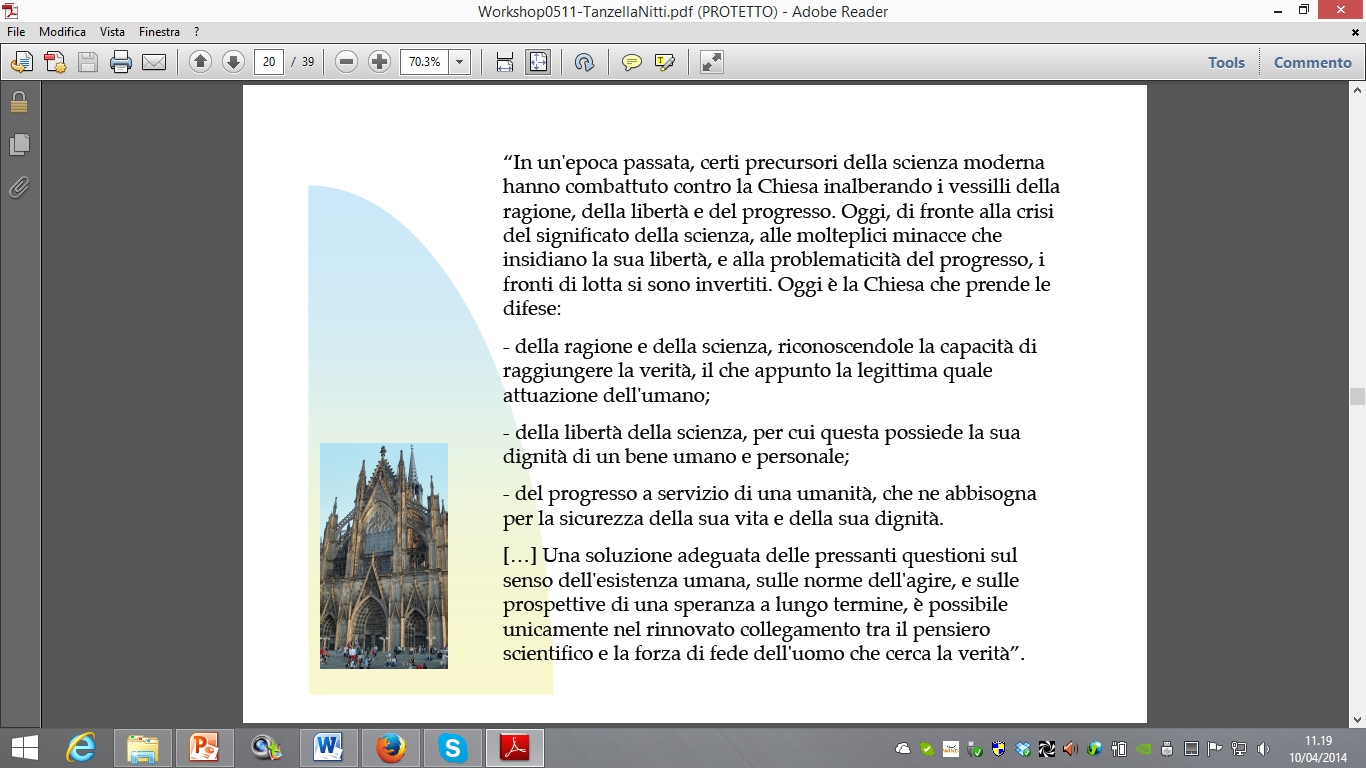 Workshop0511-TanzellaNitti.pdf (PROTETTO) - Adobe Reader
File Modifica Vista Finestra ?
20 / 39 70.3% Tools Commento
“In un'epoca passata, certi precursori della scienza moderna
hanno combattuto contro la Chiesa inalberando i vessilli della
ragione, della libertà e del progresso. Oggi, di fronte alla crisi
del significato della scienza, alle molteplici minacce che
insidiano la sua libertà, e alla problematicità del progresso, i
fronti di lotta si sono invertiti. Oggi è la Chiesa che prende le
difese:
- della ragione e della scienza, riconoscendole la capacità di
raggiungere la verità, il che appunto la legittima quale
attuazione dell'umano;
- della libertà della scienza, per cui questa possiede la sua
dignità di un bene umano e personale;
- del progresso a servizio di una umanità, che ne abbisogna
per la sicurezza della sua vita e della sua dignità.
[…] Una soluzione adeguata delle pressanti questioni sul
senso dell'esistenza umana, sulle norme dell'agire, e sulle
prospettive di una speranza a lungo termine, è possibile
unicamente nel rinnovato collegamento tra il pensiero
scientifico e la forza di fede dell'uomo che cerca la verità”.
11.19
10/04/2014